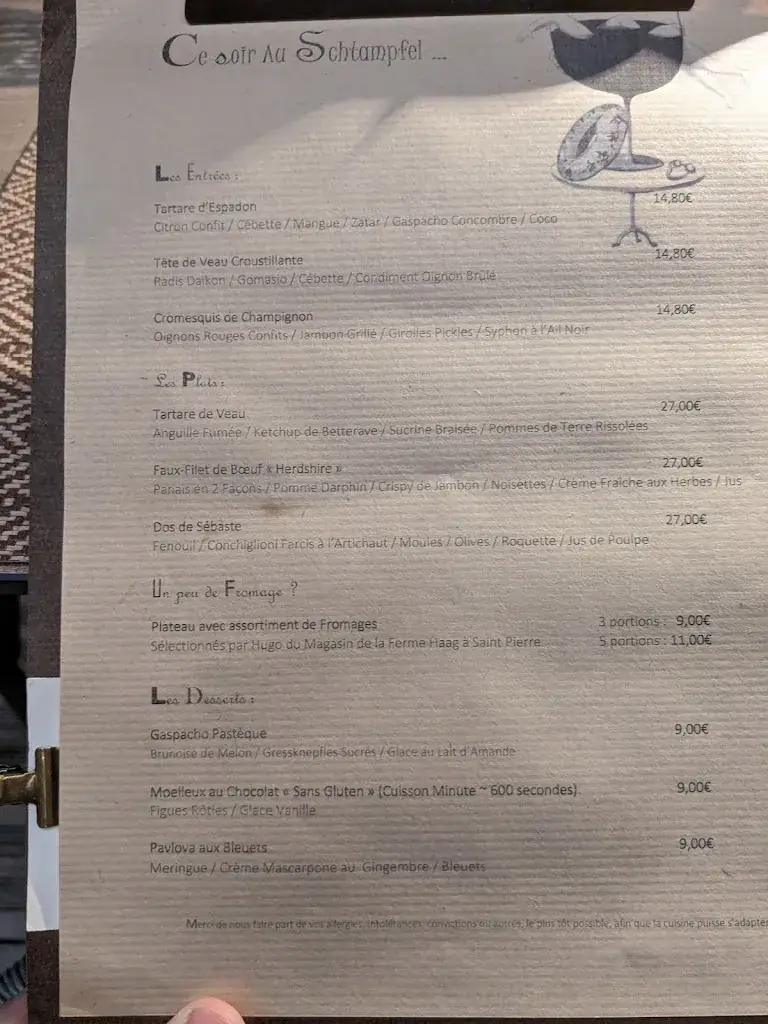 Ce soir Au Schtampfel ...
Les Entrées :
Tartare d'Espadon 14,80€
Citron Confit / Cébette / Mangue / Zatar / Gaspacho Concombre / Coco
Tête de Veau Croustillante 14,80€
Radis Daikon / Gomasio / Cébette / Condiment Oignon Brûlé
Cromesquis de Champignon 14,80€
Oignons Rouges Confits / Jambon Grillé / Girolles Pickles / Syphon à l'Ail Noir
Les Plats :
Tartare de Veau 27,00€
Anguille Fumée / Ketchup de Betterave / Sucrine Braisée / Pommes de Terre Rissolées
Faux-Filet de Bœuf « Herdshire » 27,00€
Panais en 2 Façons / Pomme Darphin / Crispy de Jambon / Noisettes / Crème Fraîche aux Herbes / Jus
Dos de Sébaste 27,00€
Fenouil / Conchiglioni Farcis à l'Artichaut / Moules / Olives / Roquette / Jus de Poulpe
Un peu de Fromage ?
Plateau avec assortiment de Fromages 3 portions : 9,00€
Sélectionnés par Hugo du Magasin de la Ferme Haag à Saint Pierre 5 portions : 11,00€
Les Desserts :
Gaspacho Pastèque 9,00€
Brunoise de Melon / Gressknepfles Sucrés / Glace au Lait d'Amande
Moelleux au Chocolat « Sans Gluten » (Cuisson Minute ~ 600 secondes) 9,00€
Figues Rôties / Glace Vanille
Pavlova aux Bleuets 9,00€
Meringue / Crème Mascarpone au Gingembre / Bleuets
Merci de nous faire part de vos allergies, intolérances, convictions ou autres, le plus tôt possible, afin que la cuisine puisse s'adapter